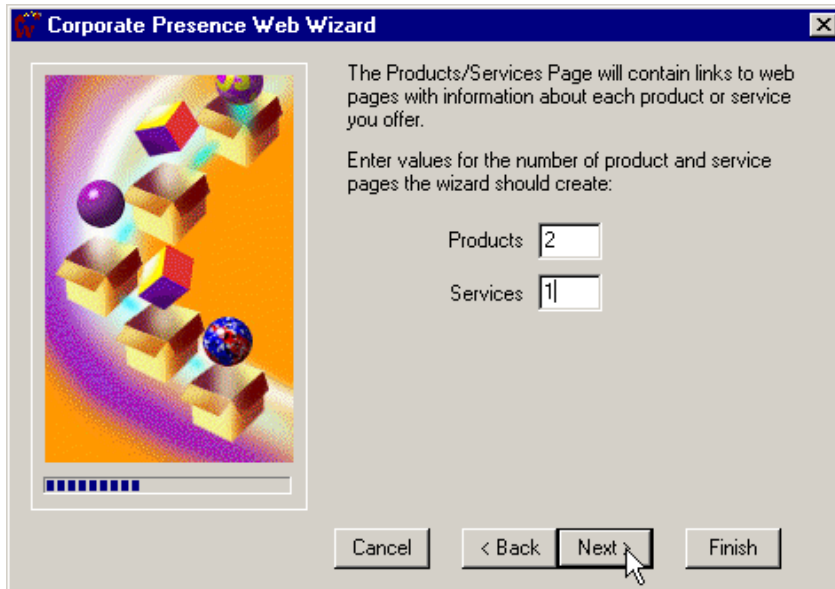 Corporate Presence Web Wizard
The Products/Services Page will contain links to web
pages with information about each product or service
you offer.
Enter values for the number of product and service
pages the wizard should create:
Products 2
Services 1
Cancel < Back Next > Finish